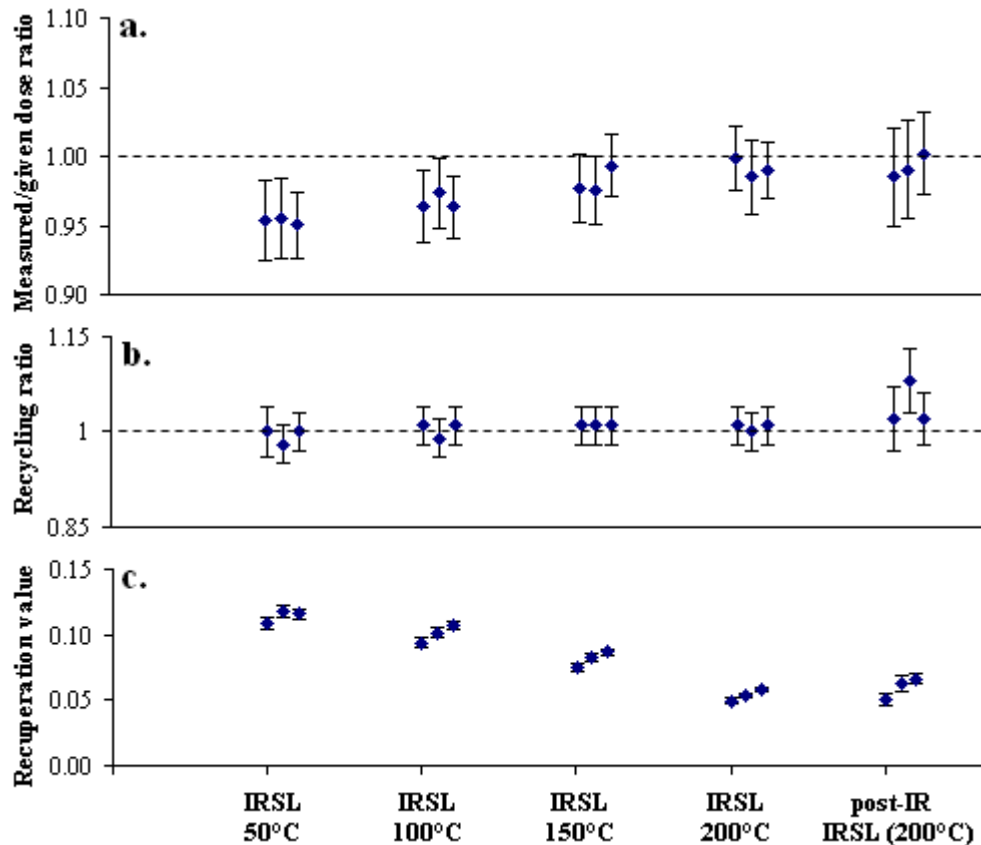 a.
Measured/given dose ratio
1.10
1.05
1.00
0.95
0.90
b.
Recycling ratio
1.15
1
0.85
c.
Recuperation value
0.15
0.10
0.05
0.00
IRSL
50°C
IRSL
100°C
IRSL
150°C
IRSL
200°C
post-IR
IRSL (200°C)